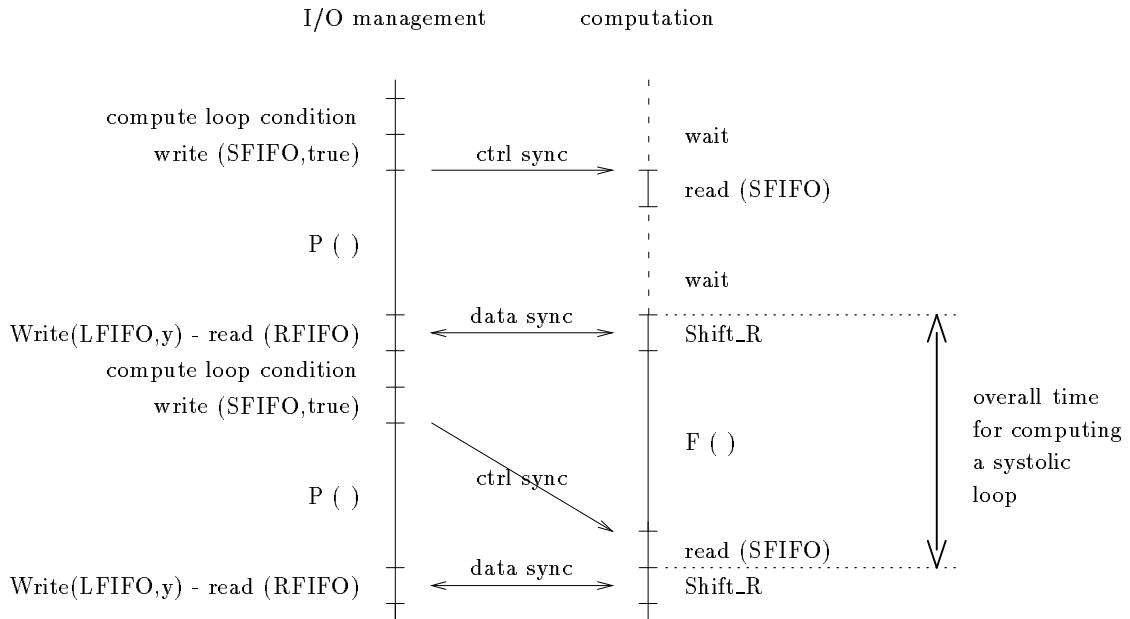 I/O management
computation
compute loop condition
write (SFIFO,true)
ctrl sync
wait
read (SFIFO)
P ( )
wait
Write(LFIFO,y) - read (RFIFO)
data sync
Shift_R
compute loop condition
write (SFIFO,true)
overall time
for computing
a systolic
loop
F ( )
ctrl sync
P ( )
read (SFIFO)
Write(LFIFO,y) - read (RFIFO)
data sync
Shift_R